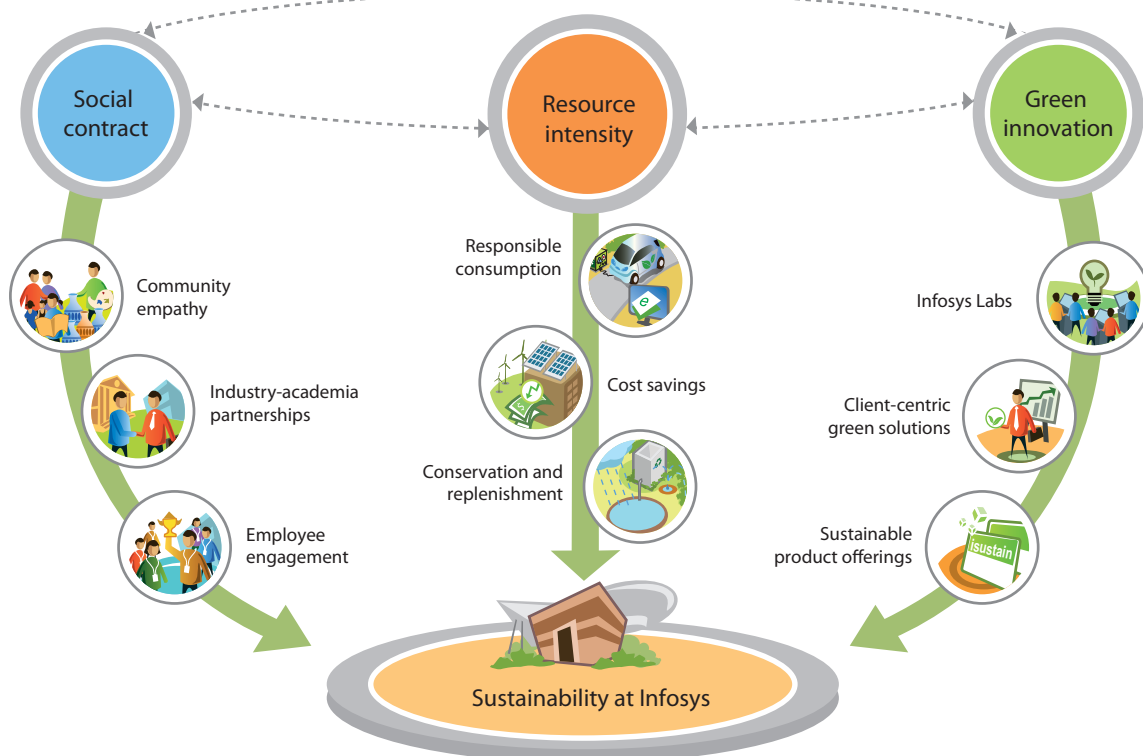 Social
contract
Resource
intensity
Green
innovation
Community
empathy
Industry-academia
partnerships
Employee
engagement
Responsible
consumption
Cost savings
Conservation and
replenishment
Infosys Labs
Client-centric
green solutions
Sustainable
product offerings
isustain
Sustainability at Infosys